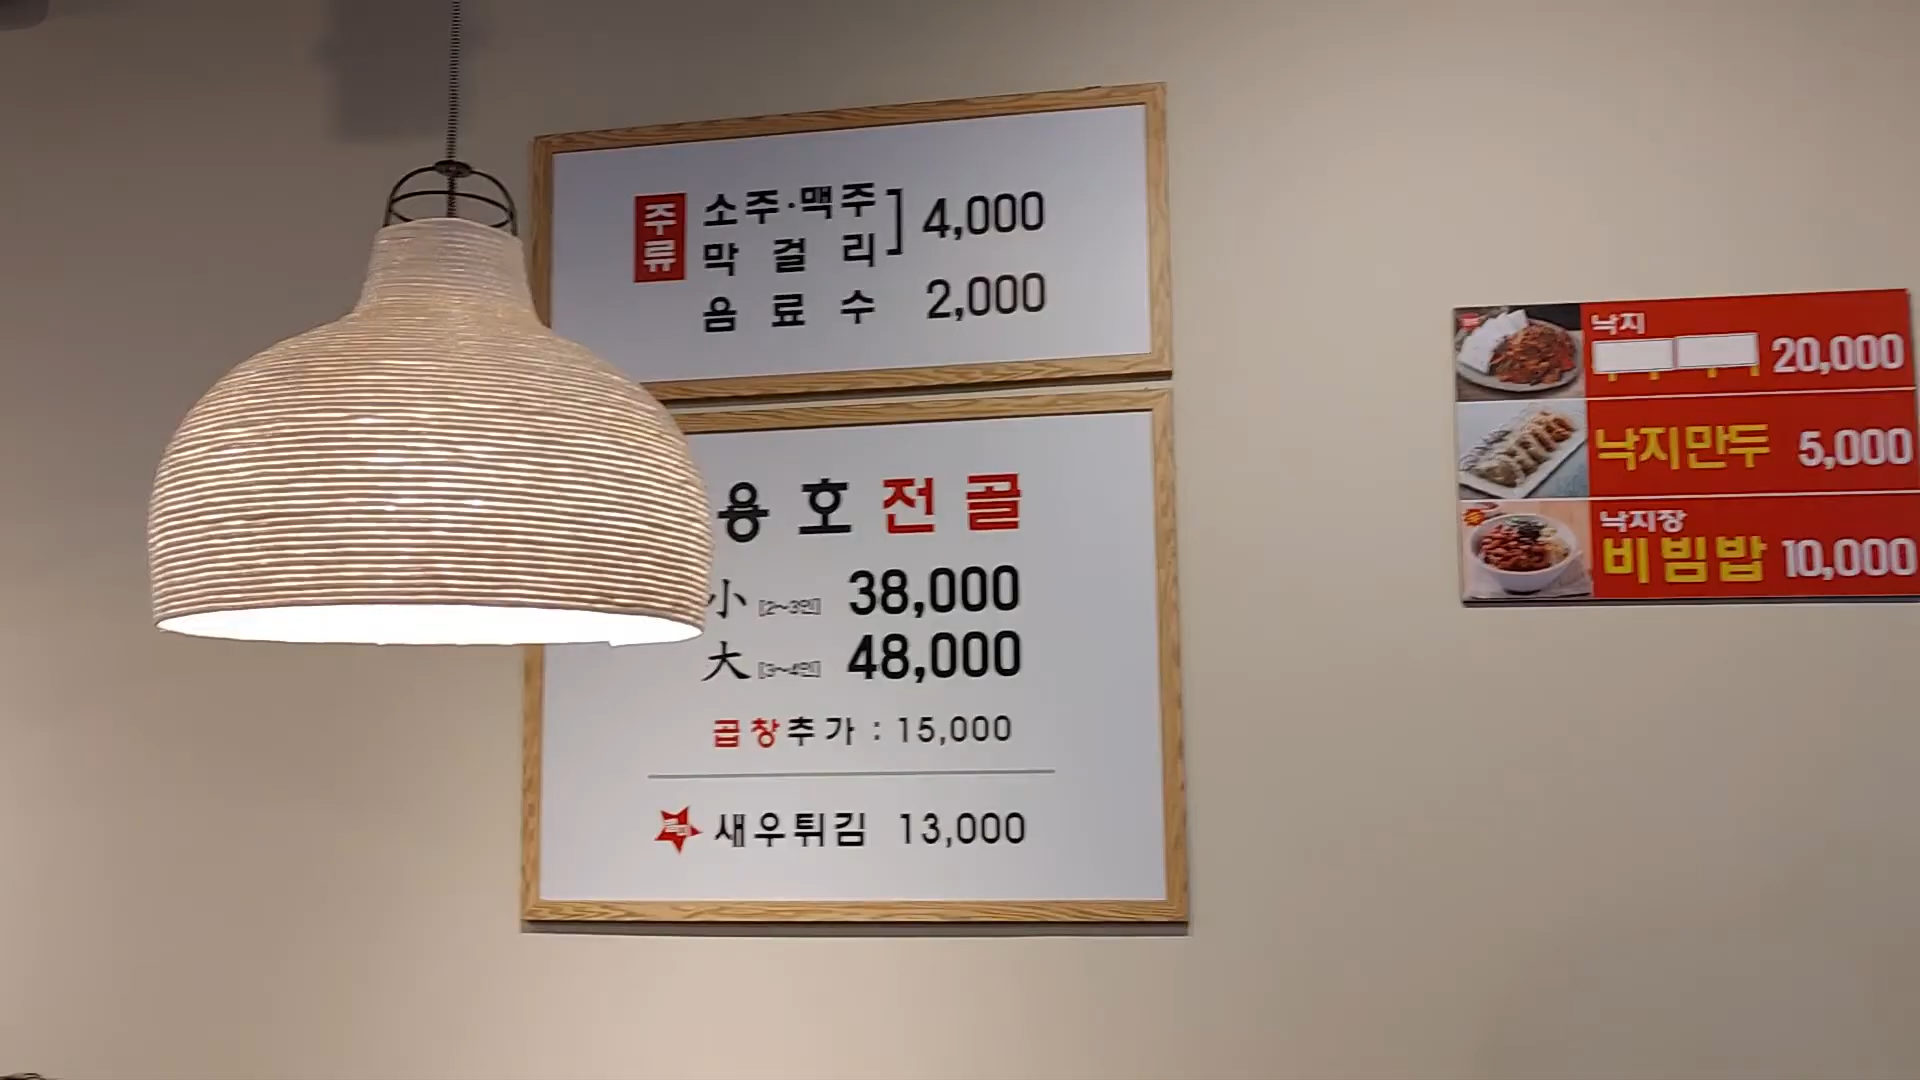 주류
소주·맥주
막걸리
] 4,000
음료수 2,000
용호전골
小 [2~3인] 38,000
大 [3~4인] 48,000
곱창추가 : 15,000
새우튀김 13,000
낙지
20,000
낙지만두 5,000
낙지장
비빔밥 10,000